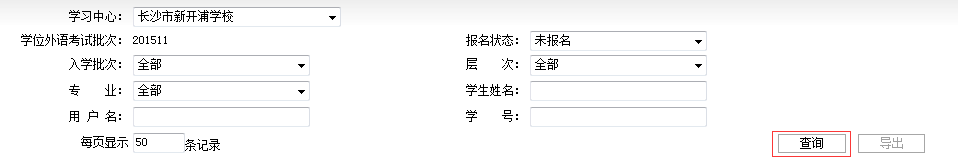 学习中心： 长沙市新开浦学校
学位外语考试批次： 201511 报名状态： 未报名
入学批次： 全部 层 次： 全部
专 业： 全部 学生姓名：
用 户 名： 学 号：
每页显示 50 条记录 查询 导出